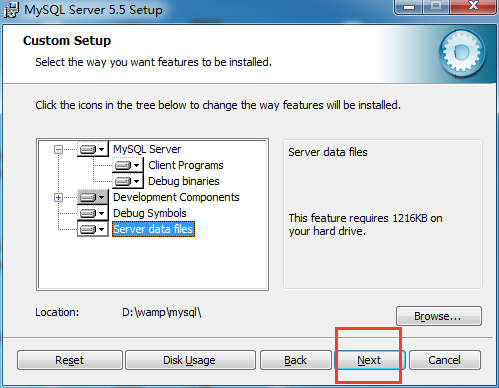 MySQL Server 5.5 Setup
Custom Setup
Select the way you want features to be installed.
Click the icons in the tree below to change the way features will be installed.
MySQL Server
Client Programs
Debug binaries
Development Components
Debug Symbols
Server data files
Server data files
This feature requires 1216KB on
your hard drive.
Location: D:\wamp\mysql\
Browse...
Reset Disk Usage Back Next Cancel